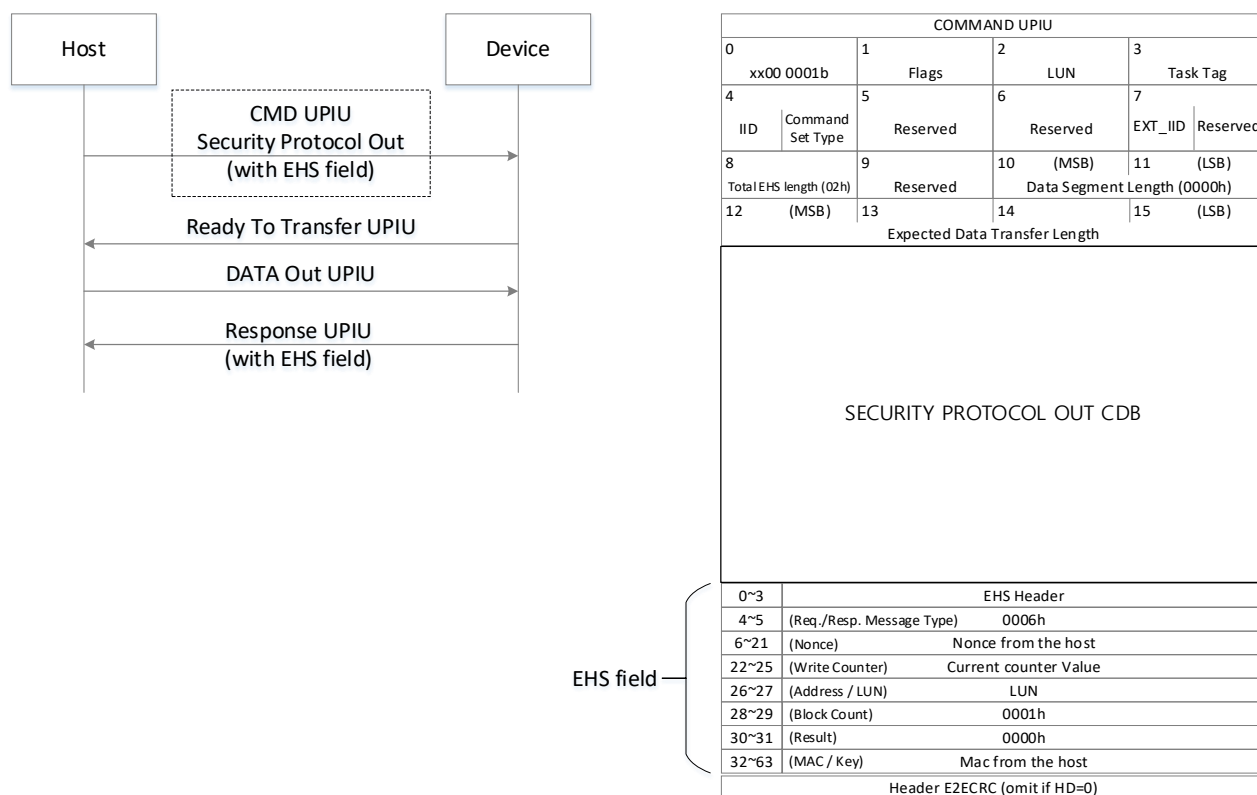 Host
Device
CMD UPIU
Security Protocol Out
(with EHS field)
Ready To Transfer UPIU
DATA Out UPIU
Response UPIU
(with EHS field)
COMMAND UPIU
0 1 2 3
xx00 0001b Flags LUN Task Tag
4 5 6 7
IID Command Set Type Reserved Reserved EXT_IID Reserved
8 9 10 (MSB) 11 (LSB)
Total EHS length (02h) Reserved Data Segment Length (0000h)
12 (MSB) 13 14 15 (LSB)
Expected Data Transfer Length
SECURITY PROTOCOL OUT CDB
EHS field
0~3 EHS Header
4~5 (Req./Resp. Message Type) 0006h
6~21 (Nonce) Nonce from the host
22~25 (Write Counter) Current counter Value
26~27 (Address / LUN) LUN
28~29 (Block Count) 0001h
30~31 (Result) 0000h
32~63 (MAC / Key) Mac from the host
Header E2ECRC (omit if HD=0)